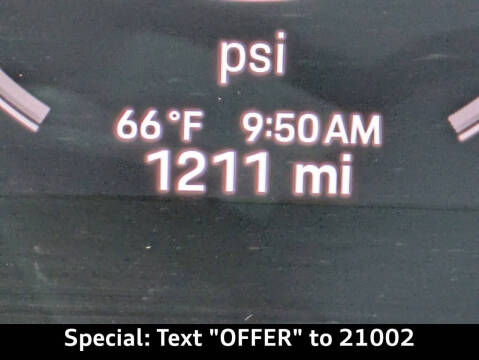 psi
66°F 9:50AM
1211 mi
Special: Text "OFFER" to 21002